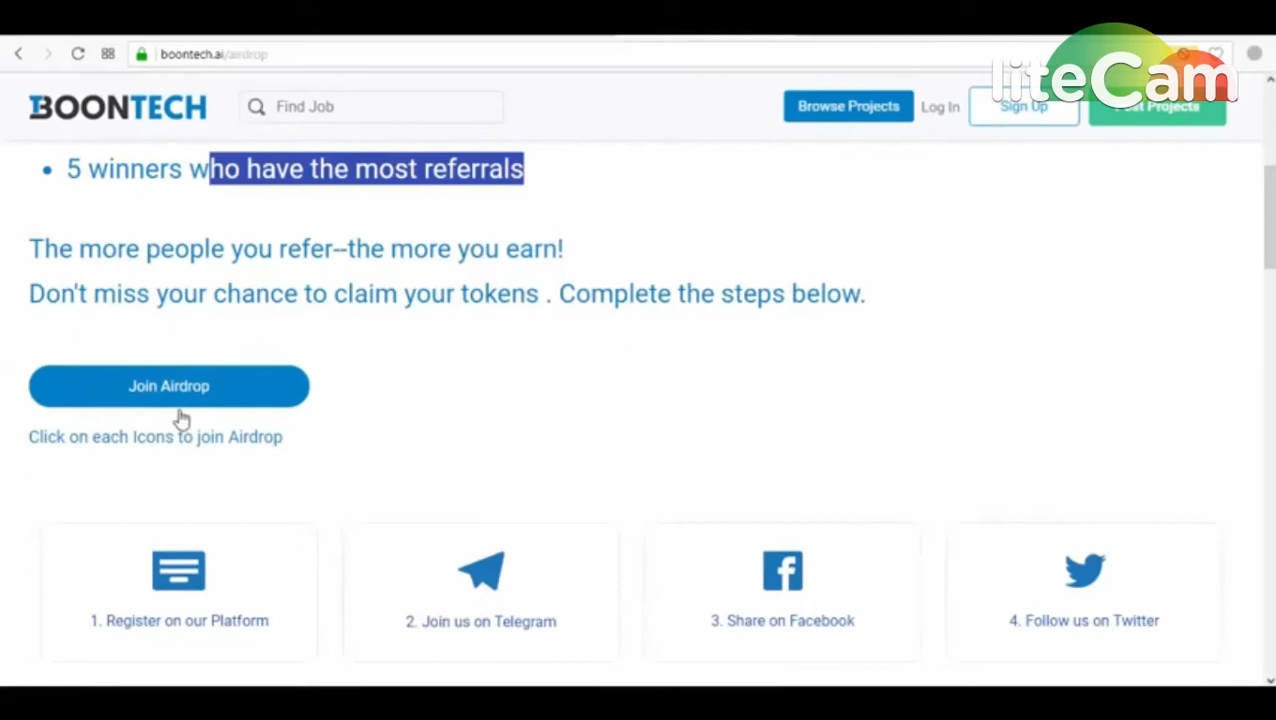 boontech.ai/airdrop
liteCam
BOONTECH
Find Job
Browse Projects
Log In
Sign Up
Post Projects
5 winners who have the most referrals
The more people you refer--the more you earn!
Don't miss your chance to claim your tokens . Complete the steps below.
Join Airdrop
Click on each Icons to join Airdrop
1. Register on our Platform
2. Join us on Telegram
3. Share on Facebook
4. Follow us on Twitter